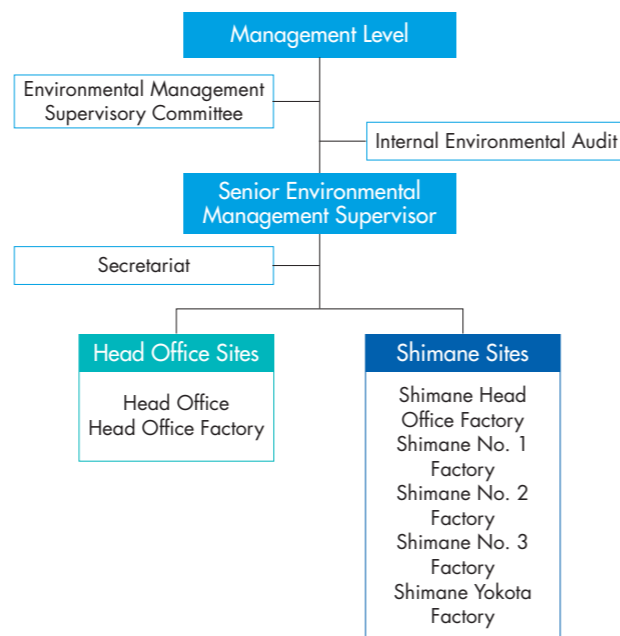 Management Level
Environmental Management
Supervisory Committee
Internal Environmental Audit
Senior Environmental
Management Supervisor
Secretariat
Head Office Sites
Head Office
Head Office Factory
Shimane Sites
Shimane Head
Office Factory
Shimane No. 1
Factory
Shimane No. 2
Factory
Shimane No. 3
Factory
Shimane Yokota
Factory